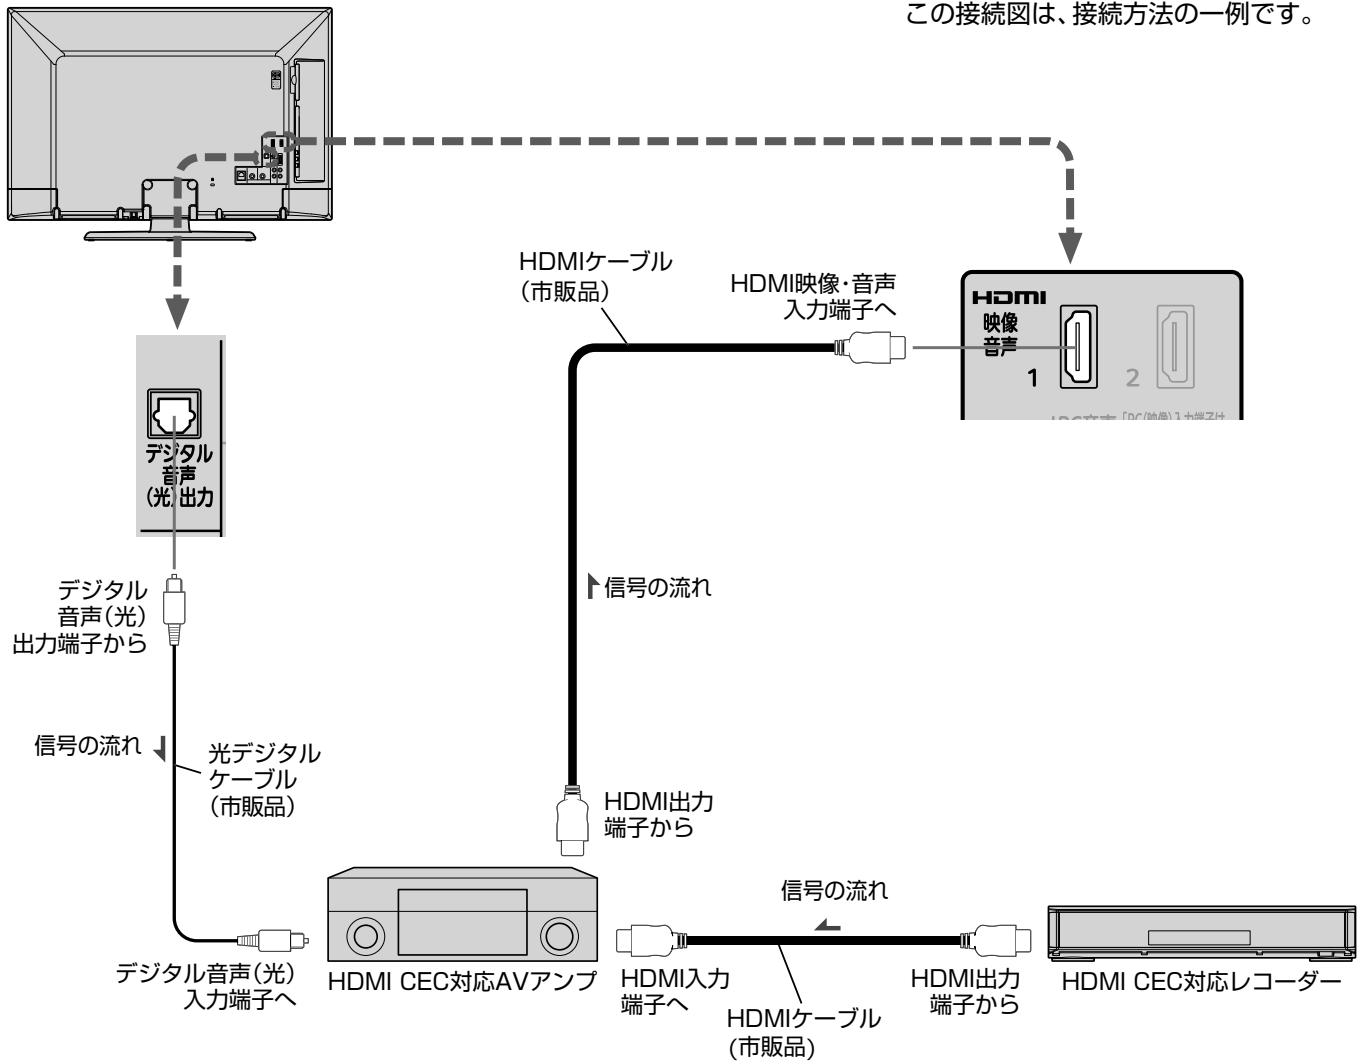 この接続図は、接続方法の一例です。
HDMIケーブル
（市販品）
HDMI映像・音声
入力端子へ
HDMI
映像
音声
1
2
デジタル
音声
（光）出力
デジタル
音声（光）
出力端子から
信号の流れ
信号の流れ
光デジタル
ケーブル
（市販品）
HDMI出力
端子から
信号の流れ
デジタル音声（光）
入力端子へ
HDMI CEC対応AVアンプ
HDMI入力
端子へ
HDMIケーブル
(市販品)
HDMI出力
端子から
HDMI CEC対応レコーダー